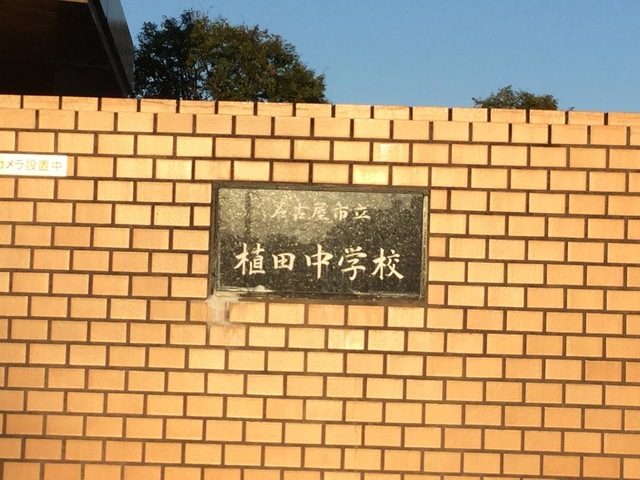 カメラ設置中
名古屋市立
植田中学校